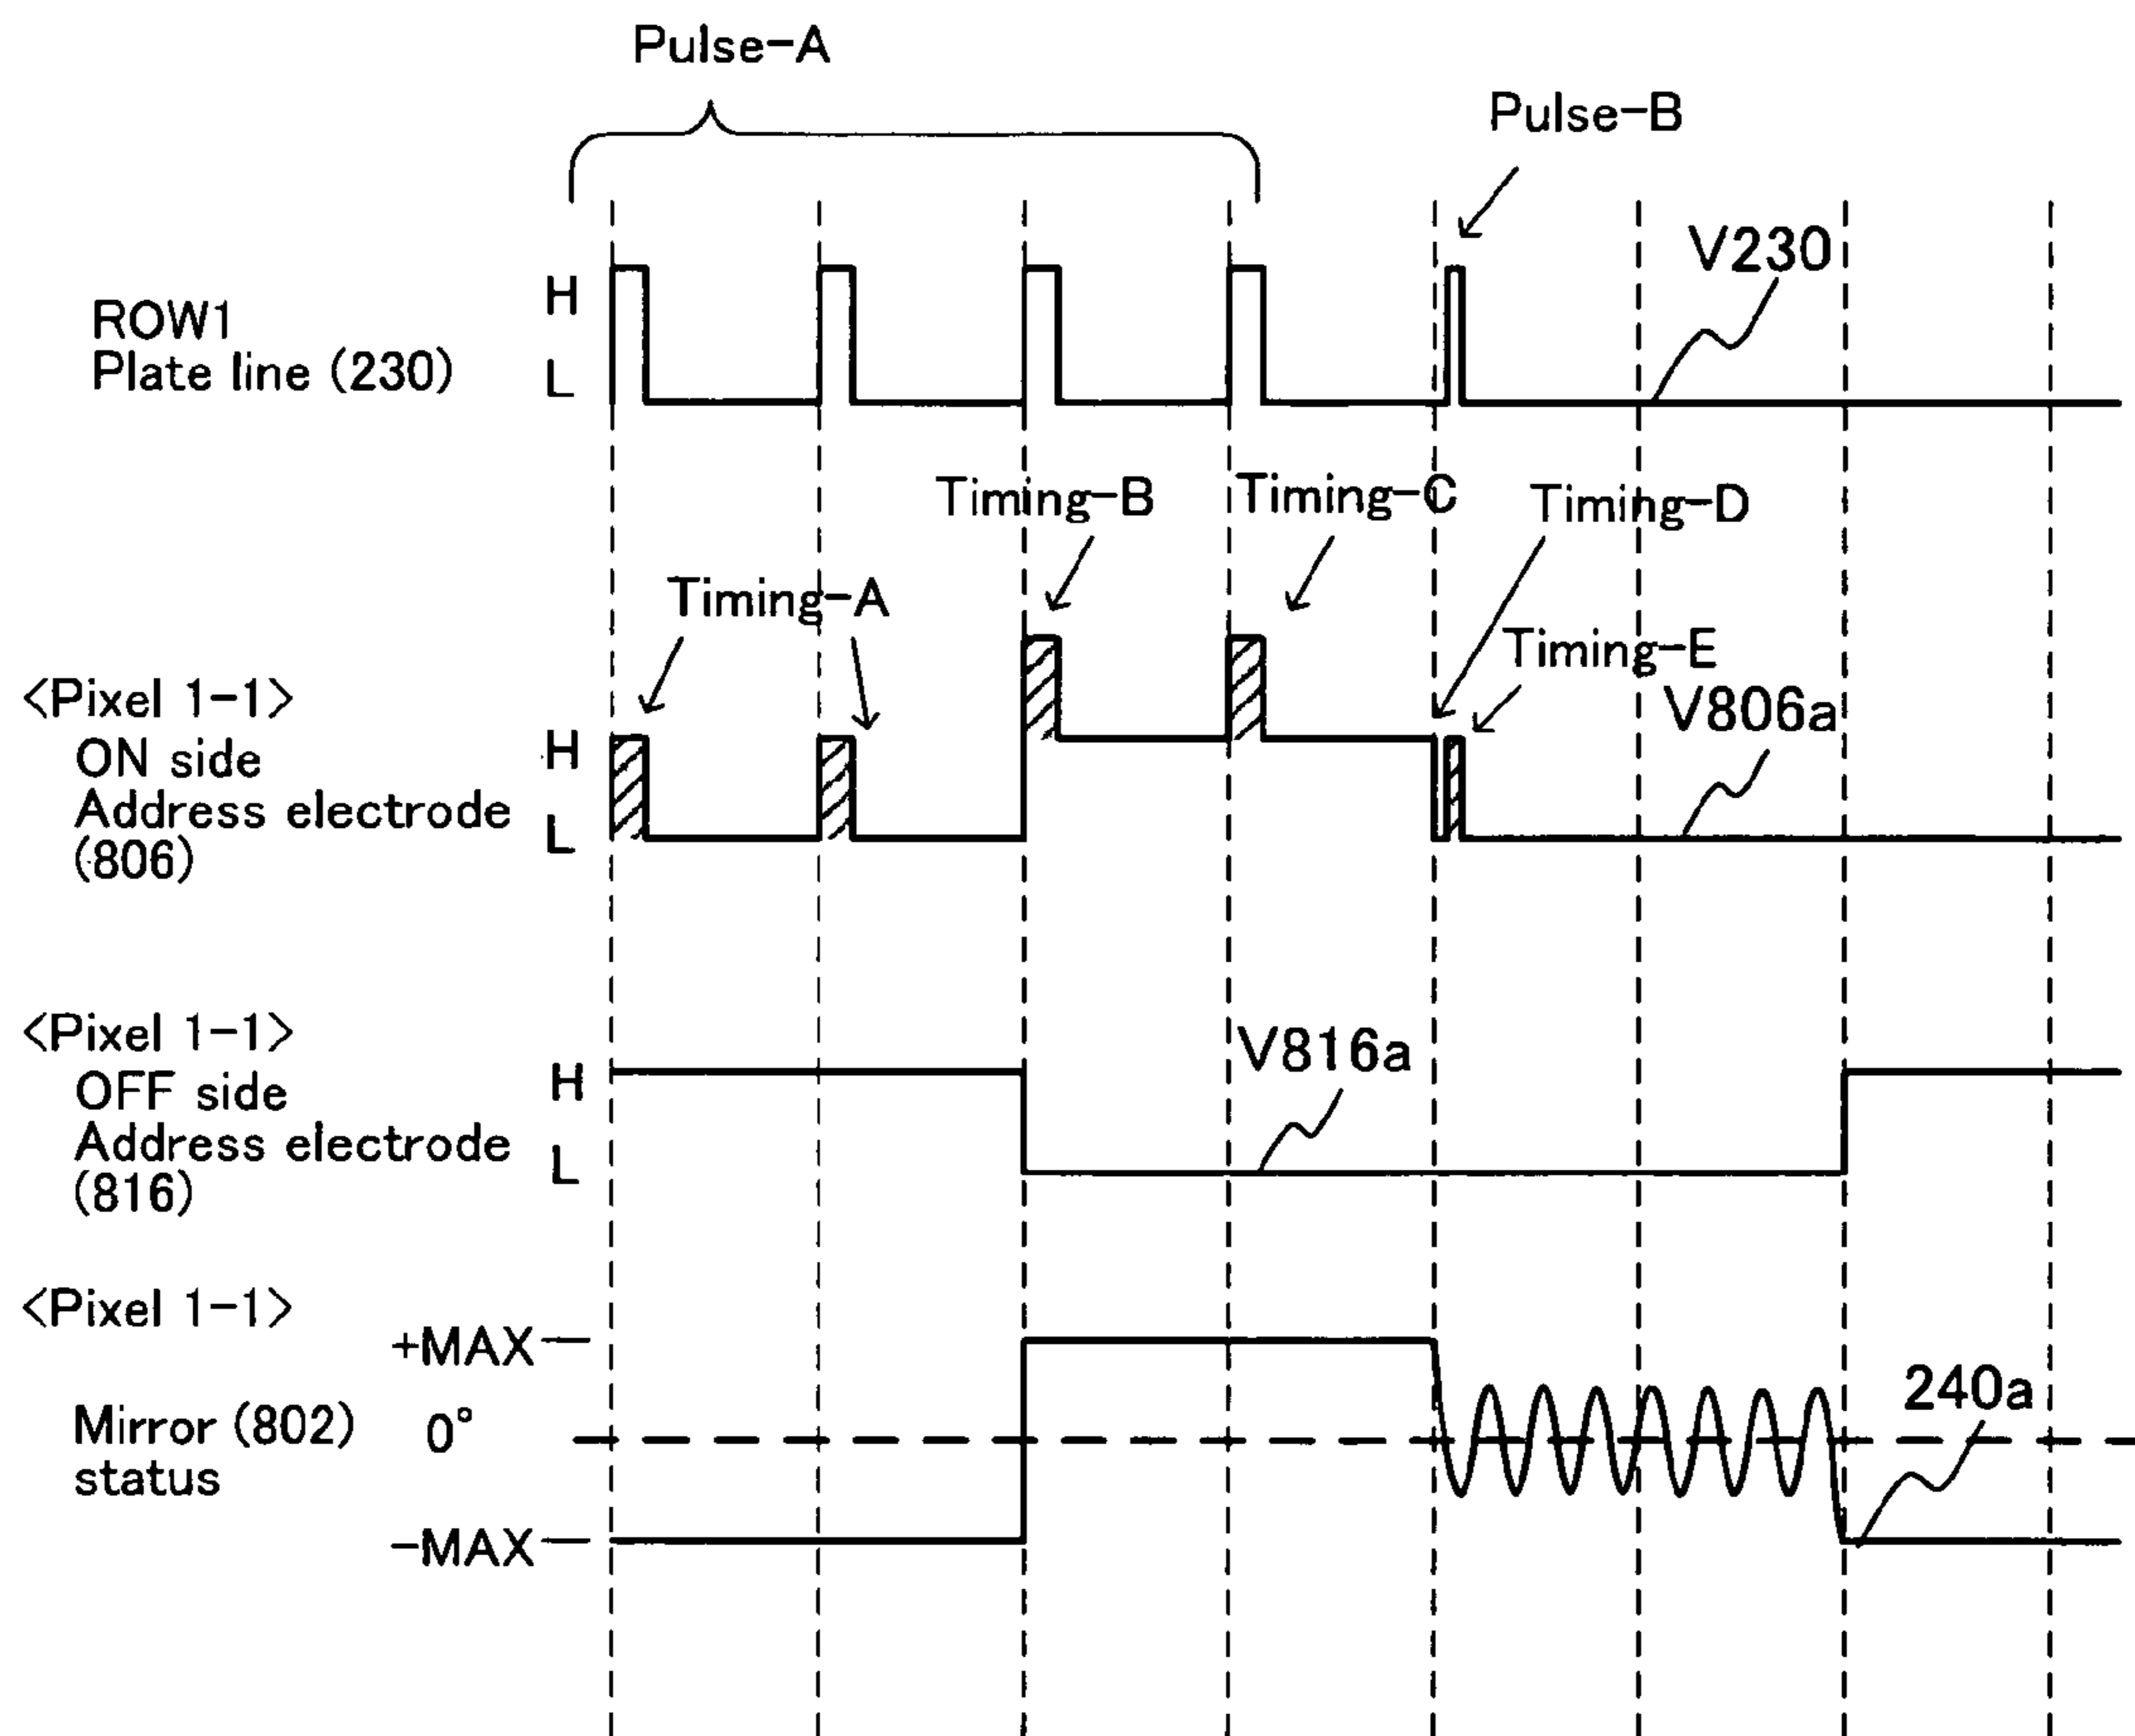 Pulse-A
Pulse-B
V230
ROW1
Plate line (230)
H
L
Timing-B
Timing-C
Timing-D
Timing-A
Timing-E
V806a
<Pixel 1-1>
ON side
Address electrode
(806)
H
L
<Pixel 1-1>
OFF side
Address electrode
(816)
H
L
V816a
<Pixel 1-1>
+MAX
Mirror (802)
status
0°
-MAX
240a